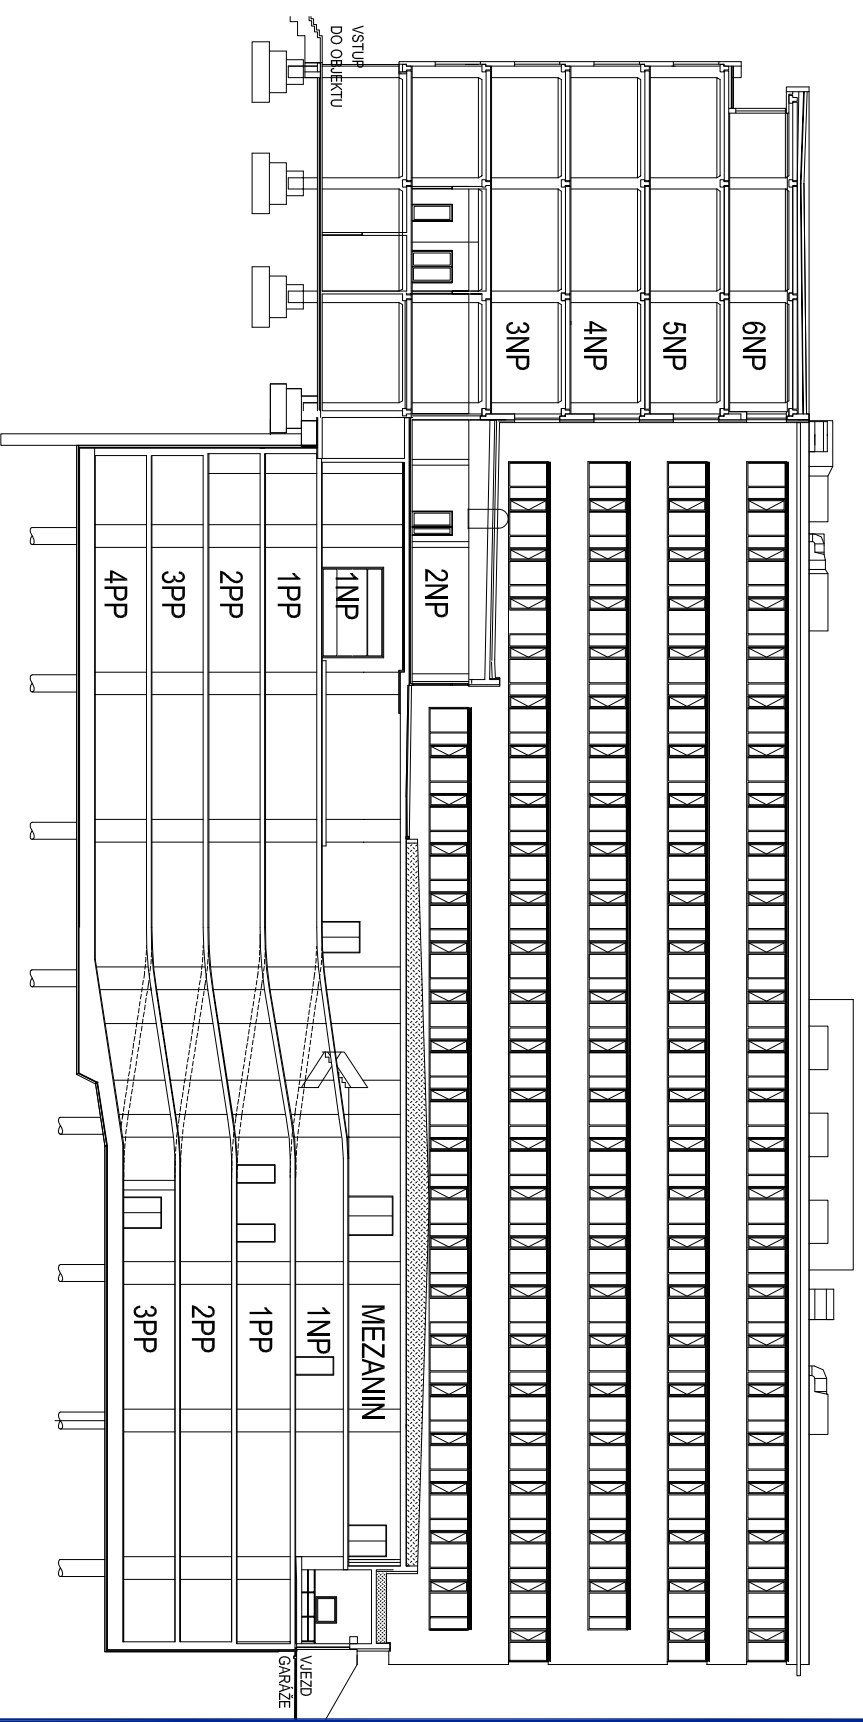 6NP
5NP
4NP
3NP
2NP
1NP
1PP
2PP
3PP
4PP
MEZANIN
1NP
1PP
2PP
3PP
VSTUP
DO OBJEKTU
VJEZD
GARÁŽE